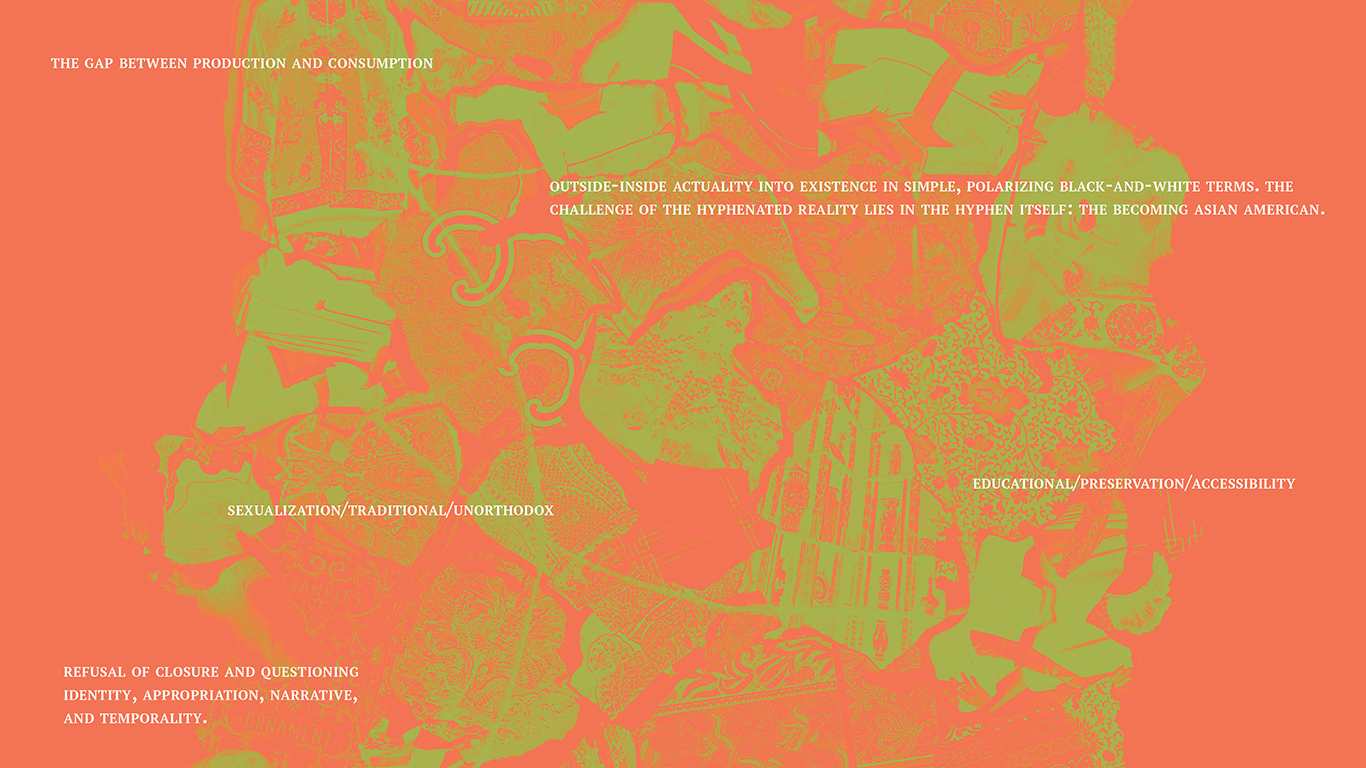 THE GAP BETWEEN PRODUCTION AND CONSUMPTION
OUTSIDE-INSIDE ACTUALITY INTO EXISTENCE IN SIMPLE, POLARIZING BLACK-AND-WHITE TERMS. THE
CHALLENGE OF THE HYPHENATED REALITY LIES IN THE HYPHEN ITSELF: THE BECOMING ASIAN AMERICAN.
EDUCATIONAL/PRESERVATION/ACCESSIBILITY
SEXUALIZATION/TRADITIONAL/UNORTHODOX
REFUSAL OF CLOSURE AND QUESTIONING
IDENTITY, APPROPRIATION, NARRATIVE,
AND TEMPORALITY.
ORNAMENT